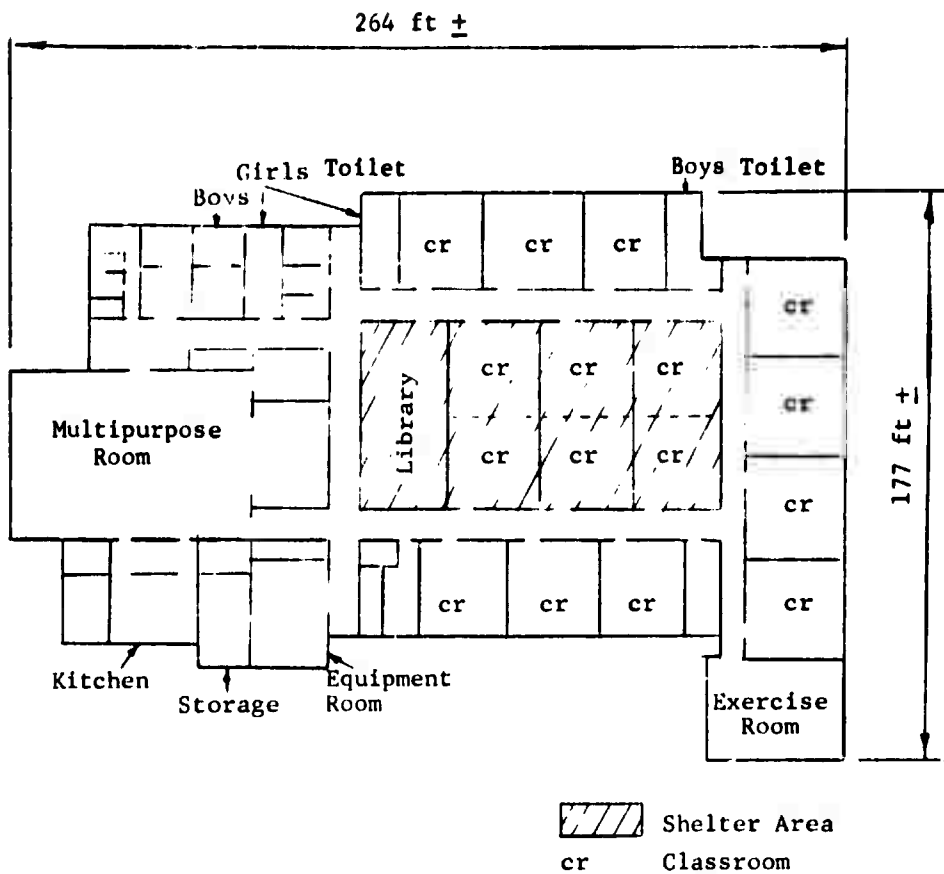 264 ft ±
Girls Toilet
Boys
Boys Toilet
cr
cr
cr
cr
cr
cr
cr
cr
177 ft ±
Multipurpose
Room
Library
cr
cr
cr
cr
cr
cr
cr
cr
Kitchen
Storage
Equipment
Room
Exercise
Room
Shelter Area
cr Classroom